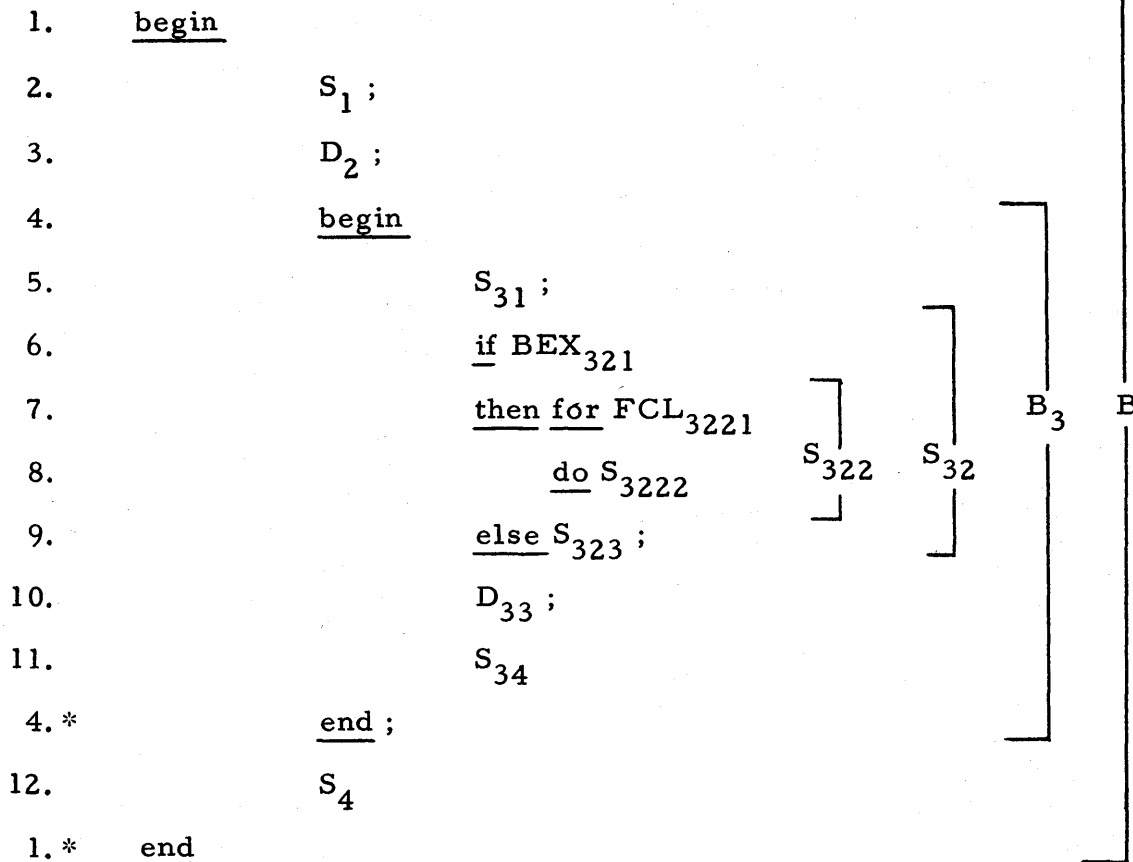 1. begin
2. S1 ;
3. D2 ;
4. begin
5. S31 ;
6. if BEX321
7. then for FCL3221 B3 B
8. do S3222 S322 S32
9. else S323 ;
10. D33 ;
11. S34
4.* end ;
12. S4
1.* end